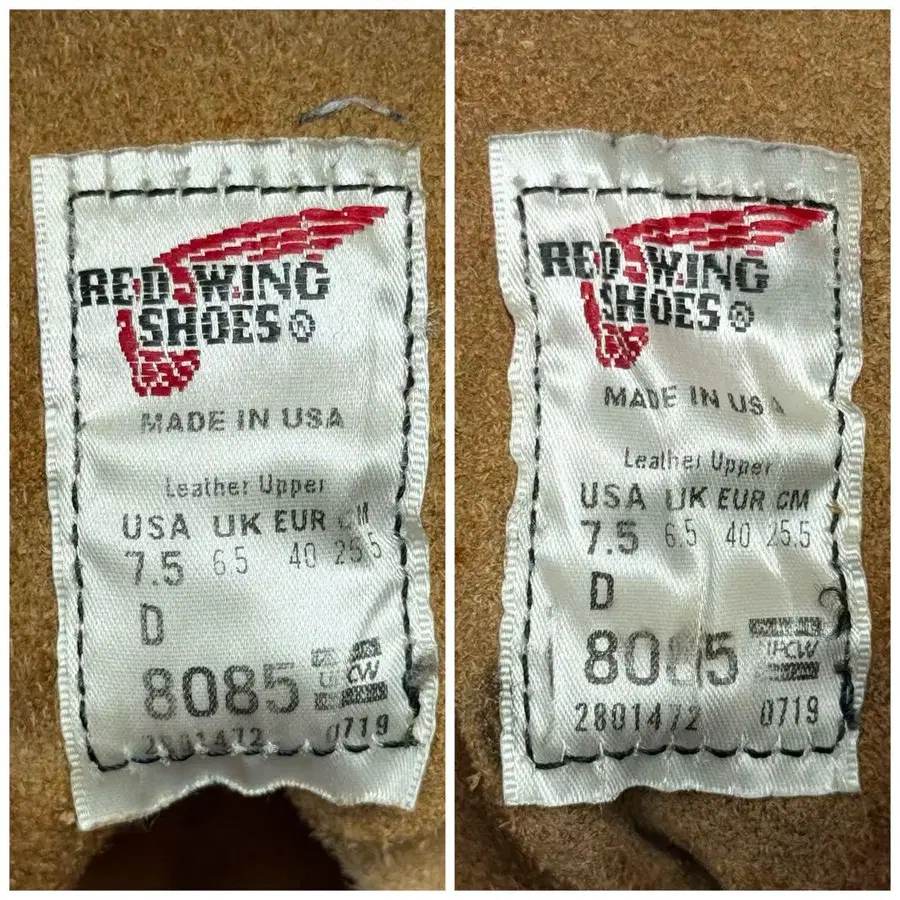 RED WING
SHOES ®
MADE IN USA
Leather Upper
USA UK EUR CM
7.5 6.5 40 25.5
D
8085 UFCW
2801472 0719
RED WING
SHOES ®
MADE IN USA
Leather Upper
USA UK EUR CM
7.5 6.5 40 25.5
D
8085 UFCW
2801472 0719